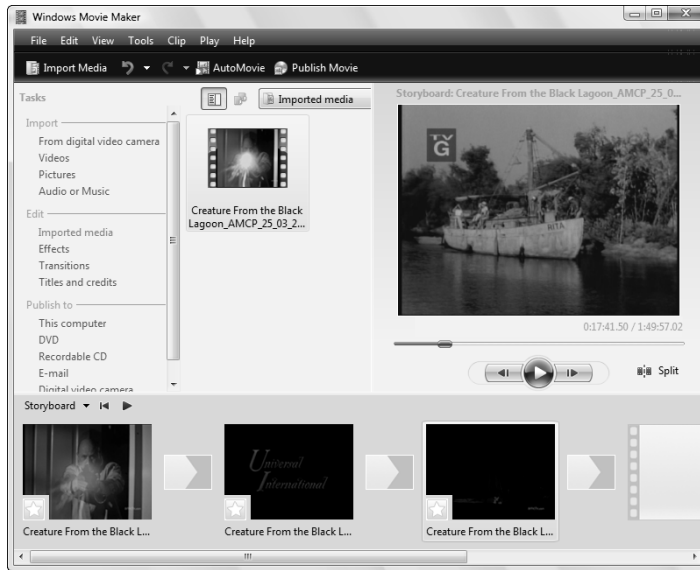 Windows Movie Maker
File Edit View Tools Clip Play Help
Import Media AutoMovie Publish Movie
Tasks
Import
From digital video camera
Videos
Pictures
Audio or Music
Edit
Imported media
Effects
Transitions
Titles and credits
Publish to
This computer
DVD
Recordable CD
E-mail
Digital video camera
Imported media
Creature From the Black
Lagoon_AMCP_25_03_2...
Storyboard: Creature From the Black Lagoon_AMCP_25_0...
TV
G
RITA
0:17:41.50 / 1:49:57.02
Split
Storyboard
Universal
International
Creature From the Black L...
Creature From the Black L...
Creature From the Black L...